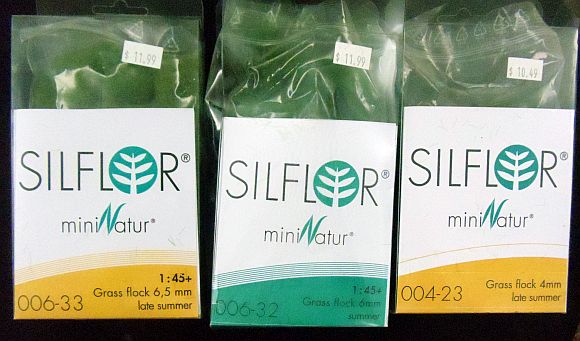 $ 11.99
SILFLOR®
miniNatur®
1:45+
Grass flock 6,5 mm
late summer
006-33
$ 11.99
SILFLOR®
miniNatur®
1:45+
Grass flock 6mm
summer
006-32
$ 10.49
SILFLOR®
miniNatur®
Grass flock 4mm
late summer
004-23